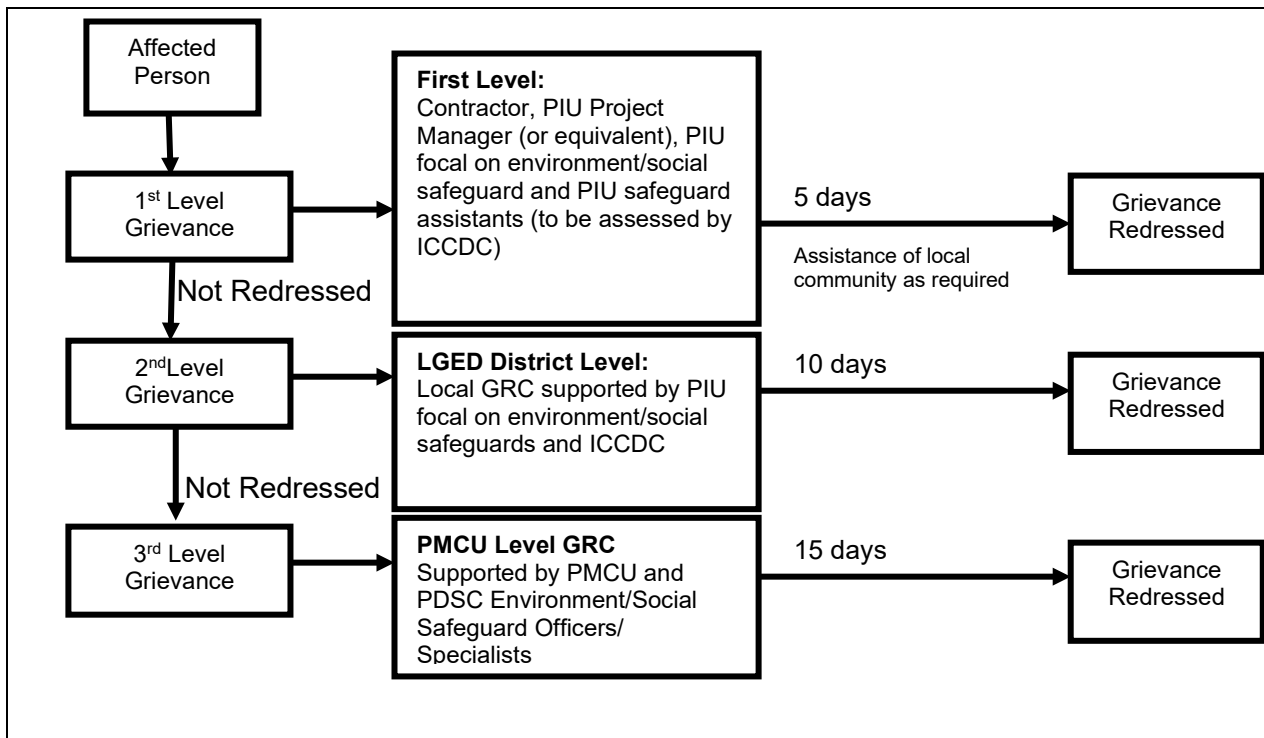 Affected
Person
1st Level
Grievance
First Level:
Contractor, PIU Project
Manager (or equivalent), PIU
focal on environment/social
safeguard and PIU safeguard
assistants (to be assessed by
ICCDC)
5 days
Assistance of local
community as required
Grievance
Redressed
Not Redressed
2ndLevel
Grievance
LGED District Level:
Local GRC supported by PIU
focal on environment/social
safeguards and ICCDC
10 days
Grievance
Redressed
Not Redressed
3rd Level
Grievance
PMCU Level GRC
Supported by PMCU and
PDSC Environment/Social
Safeguard Officers/
Specialists
15 days
Grievance
Redressed